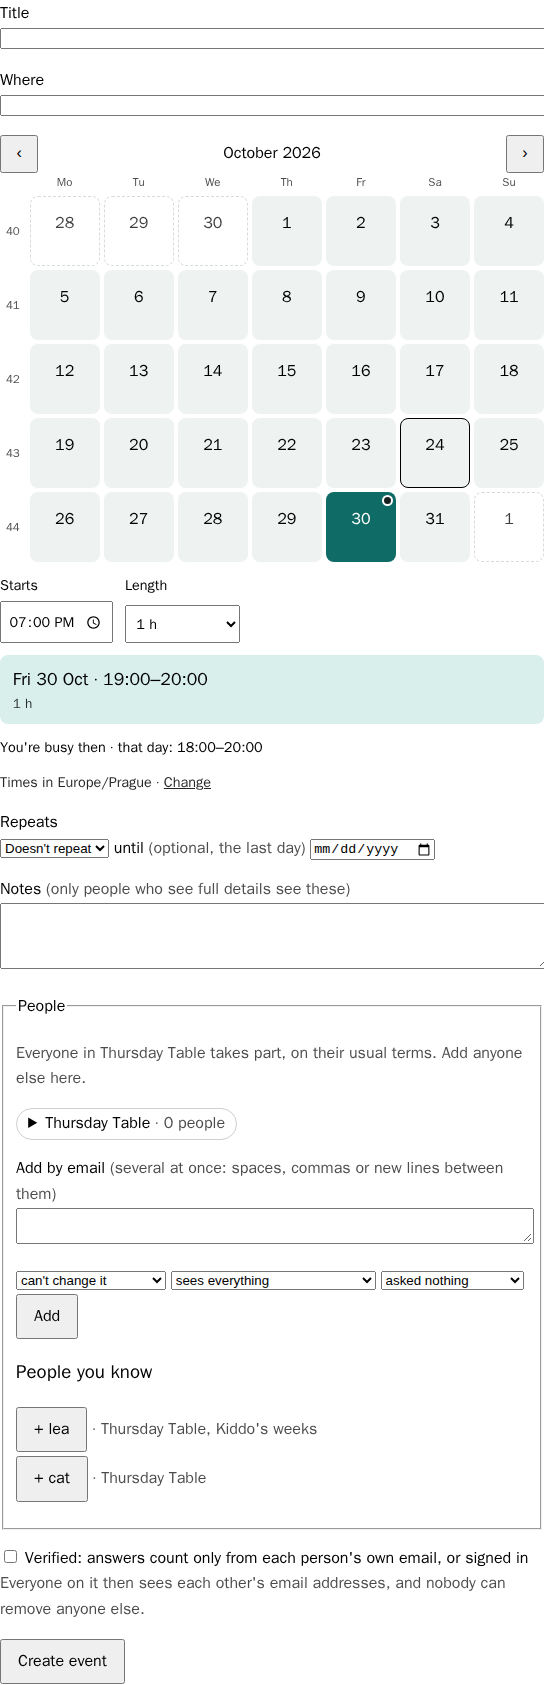 Title
Where
‹ October 2026 ›
Mo Tu We Th Fr Sa Su
40 28 29 30 1 2 3 4
41 5 6 7 8 9 10 11
42 12 13 14 15 16 17 18
43 19 20 21 22 23 24 25
44 26 27 28 29 30 31 1
Starts Length
07:00 PM 1 h
Fri 30 Oct · 19:00–20:00
1 h
You're busy then · that day: 18:00–20:00
Times in Europe/Prague · Change
Repeats
Doesn't repeat until (optional, the last day) mm/dd/yyyy
Notes (only people who see full details see these)
People
Everyone in Thursday Table takes part, on their usual terms. Add anyone
else here.
Thursday Table · 0 people
Add by email (several at once: spaces, commas or new lines between
them)
can't change it sees everything asked nothing
Add
People you know
+ lea · Thursday Table, Kiddo's weeks
+ cat · Thursday Table
Verified: answers count only from each person's own email, or signed in
Everyone on it then sees each other's email addresses, and nobody can
remove anyone else.
Create event